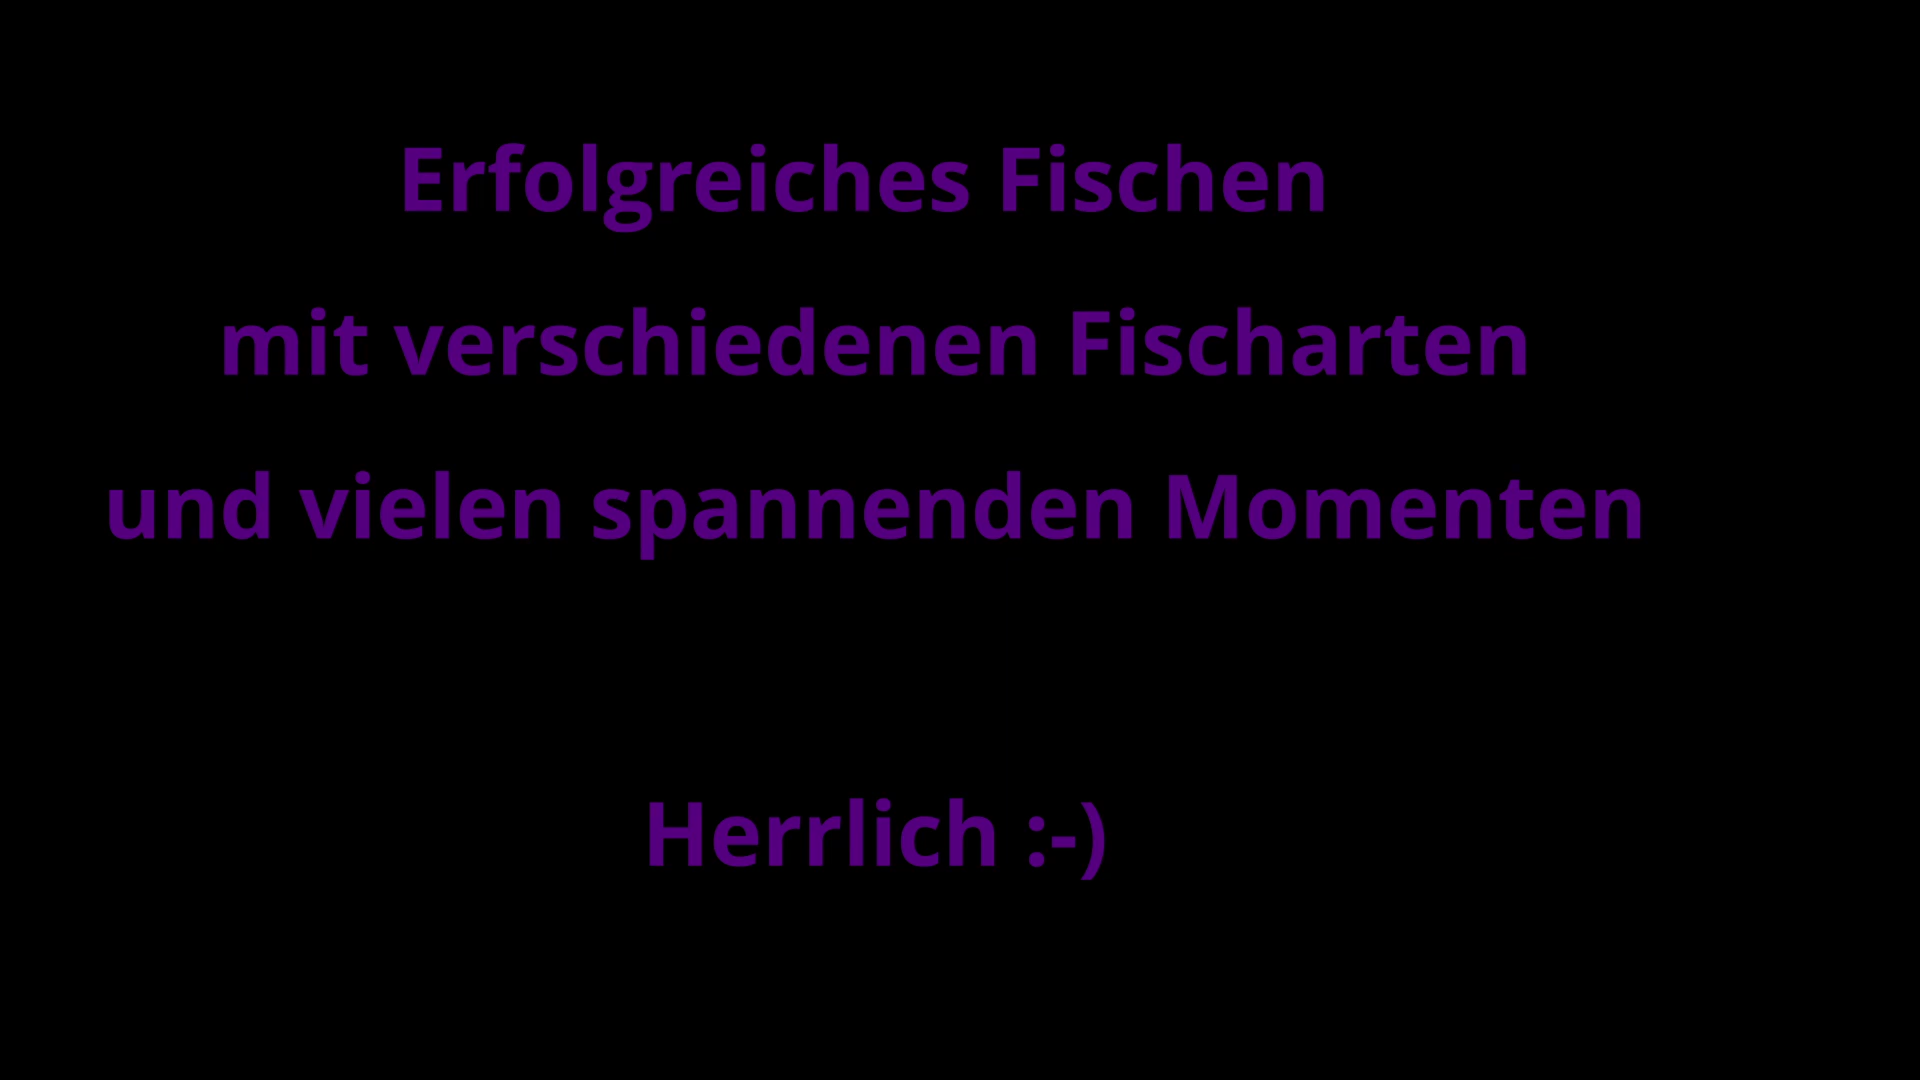 Erfolgreiches Fischen
mit verschiedenen Fischarten
und vielen spannenden Momenten
Herrlich :-)